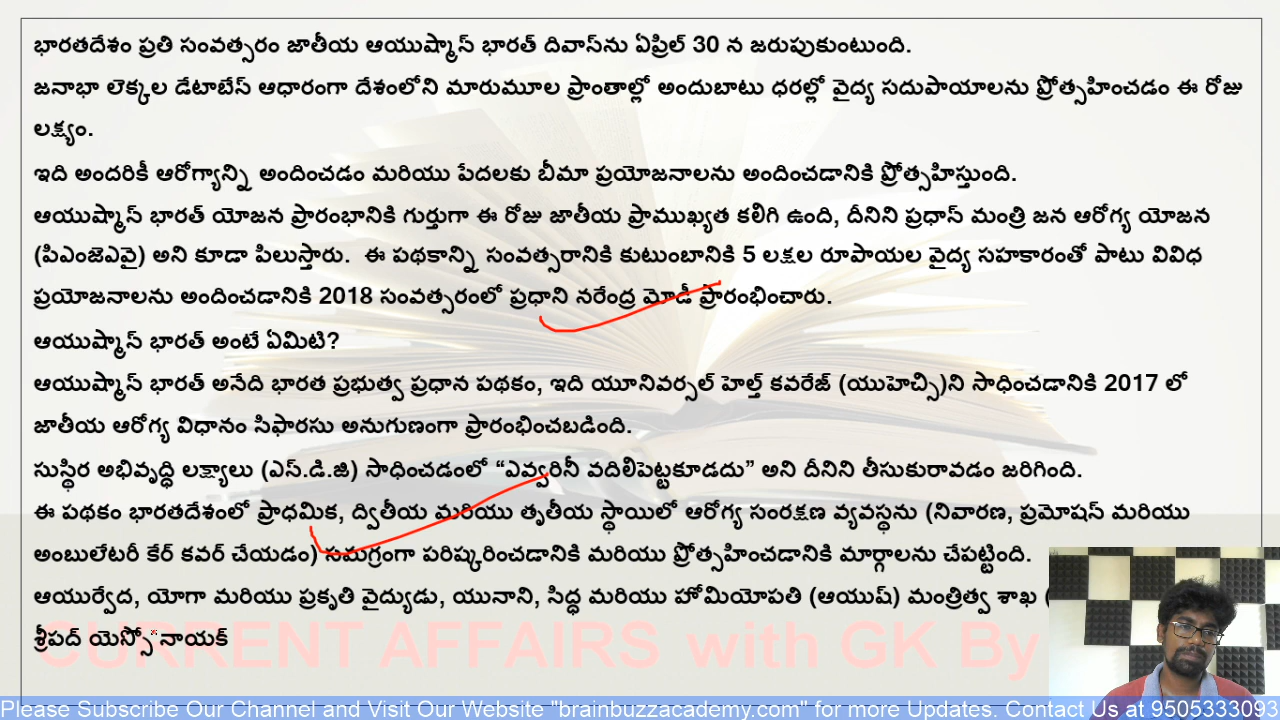 భారతదేశం ప్రతి సంవత్సరం జాతీయ ఆయుష్మాన్ భారత్ దివాస్‌ను ఏప్రిల్ 30 న జరుపుకుంటుంది.
జనాభా లెక్కల డేటాబేస్ ఆధారంగా దేశంలోని మారుమూల ప్రాంతాల్లో అందుబాటు ధరల్లో వైద్య సదుపాయాలను ప్రోత్సహించడం ఈ రోజు
లక్ష్యం.
ఇది అందరికీ ఆరోగ్యాన్ని అందించడం మరియు పేదలకు బీమా ప్రయోజనాలను అందించడానికి ప్రోత్సహిస్తుంది.
ఆయుష్మాన్ భారత్ యోజన ప్రారంభానికి గుర్తుగా ఈ రోజు జాతీయ ప్రాముఖ్యత కలిగి ఉంది, దీనిని ప్రధాన్ మంత్రి జన ఆరోగ్య యోజన
(పిఎంజెఎవై) అని కూడా పిలుస్తారు. ఈ పథకాన్ని సంవత్సరానికి కుటుంబానికి 5 లక్షల రూపాయల వైద్య సహకారంతో పాటు వివిధ
ప్రయోజనాలను అందించడానికి 2018 సంవత్సరంలో ప్రధాని నరేంద్ర మోడీ ప్రారంభించారు.
ఆయుష్మాన్ భారత్ అంటే ఏమిటి?
ఆయుష్మాన్ భారత్ అనేది భారత ప్రభుత్వ ప్రధాన పథకం, ఇది యూనివర్సల్ హెల్త్ కవరేజ్ (యుహెచ్సి)ని సాధించడానికి 2017 లో
జాతీయ ఆరోగ్య విధానం సిఫారసు అనుగుణంగా ప్రారంభించబడింది.
సుస్థిర అభివృద్ధి లక్ష్యాలు (ఎస్.డి.జి) సాధించడంలో “ఎవ్వరినీ వదిలిపెట్టకూడదు” అని దీనిని తీసుకురావడం జరిగింది.
ఈ పథకం భారతదేశంలో ప్రాధమిక, ద్వితీయ మరియు తృతీయ స్థాయిలో ఆరోగ్య సంరక్షణ వ్యవస్థను (నివారణ, ప్రమోషన్ మరియు
అంబులేటరీ కేర్ కవర్ చేయడం) సమగ్రంగా పరిష్కరించడానికి మరియు ప్రోత్సహించడానికి మార్గాలను చేపట్టింది.
ఆయుర్వేద, యోగా మరియు ప్రకృతి వైద్యుడు, యునాని, సిద్ధ మరియు హోమియోపతి (ఆయుష్) మంత్రిత్వ శాఖ (
శ్రీపద్ యెస్సో నాయక్
CURRENT AFFAIRS with GK By
Please Subscribe Our Channel and Visit Our Website "brainbuzzacademy.com" for more Updates. Contact Us at 9505333093